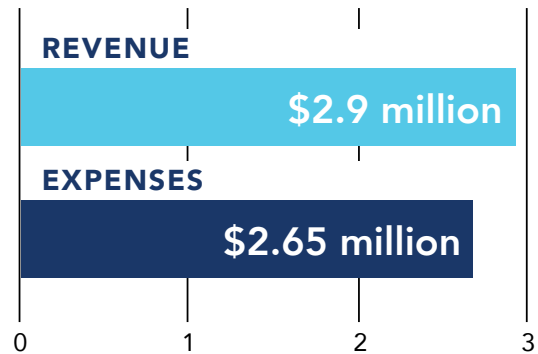 REVENUE
$2.9 million
EXPENSES
$2.65 million
0 1 2 3